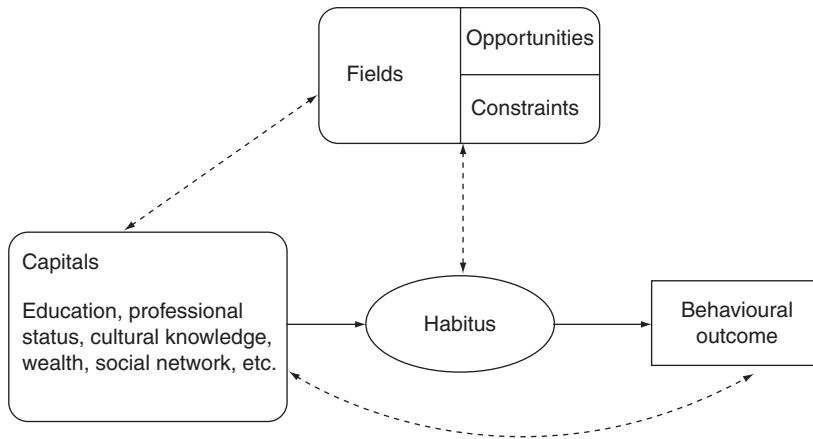 Opportunities
Fields
Constraints
Capitals
Education, professional
status, cultural knowledge,
wealth, social network, etc.
Habitus
Behavioural
outcome